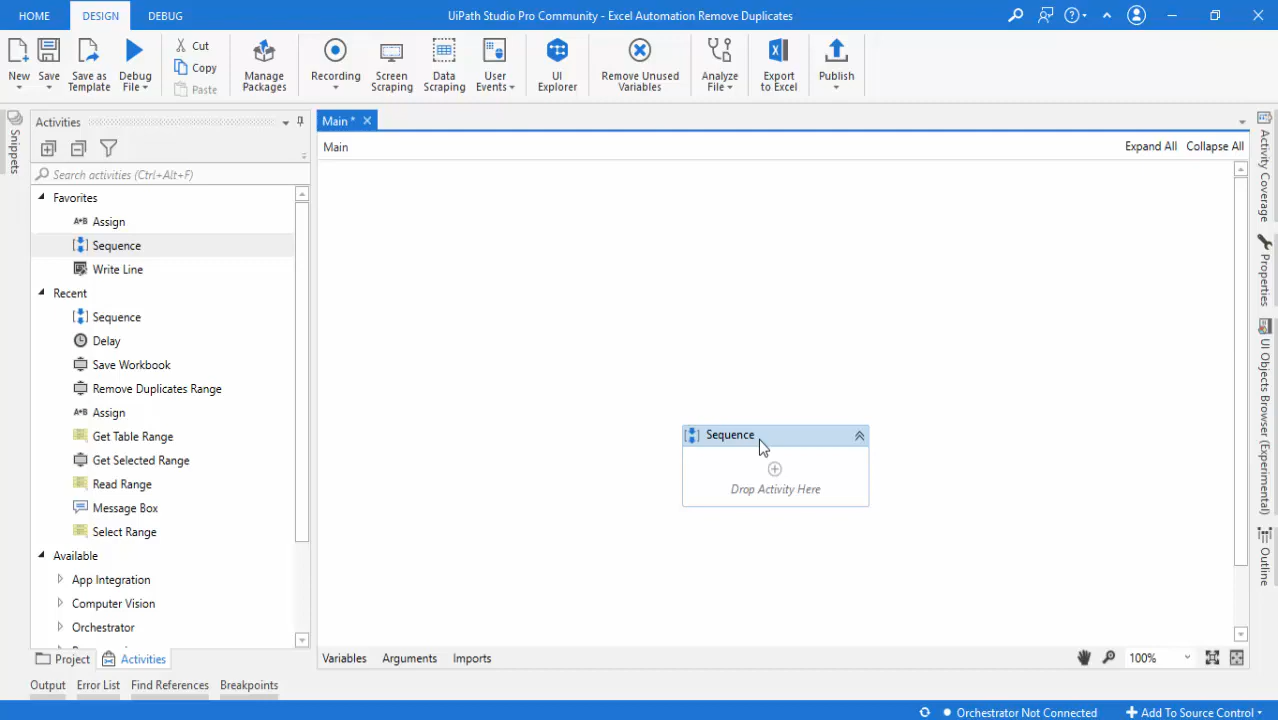 HOME DESIGN DEBUG UiPath Studio Pro Community - Excel Automation Remove Duplicates
New Save Save as Template Debug File Cut Copy Paste Manage Packages Recording Screen Scraping Data Scraping User Events UI Explorer Remove Unused Variables Analyze File Export to Excel Publish
Snippets
Activities
Search activities (Ctrl+Alt+F)
Favorites
Assign
Sequence
Write Line
Recent
Sequence
Delay
Save Workbook
Remove Duplicates Range
Assign
Get Table Range
Get Selected Range
Read Range
Message Box
Select Range
Available
App Integration
Computer Vision
Orchestrator
Project Activities
Main *
Main Expand All Collapse All
Sequence
Drop Activity Here
Variables Arguments Imports 100%
Activity Coverage
Properties
UI Objects Browser (Experimental)
Outline
Output Error List Find References Breakpoints
Orchestrator Not Connected Add To Source Control